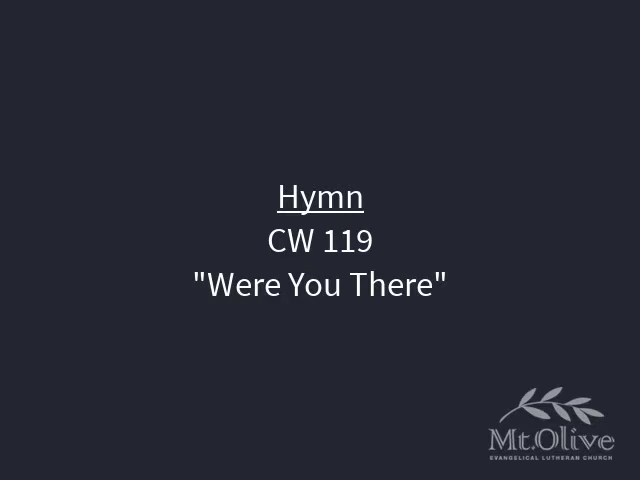 Hymn
CW 119
"Were You There"
Mt.Olive
EVANGELICAL LUTHERAN CHURCH